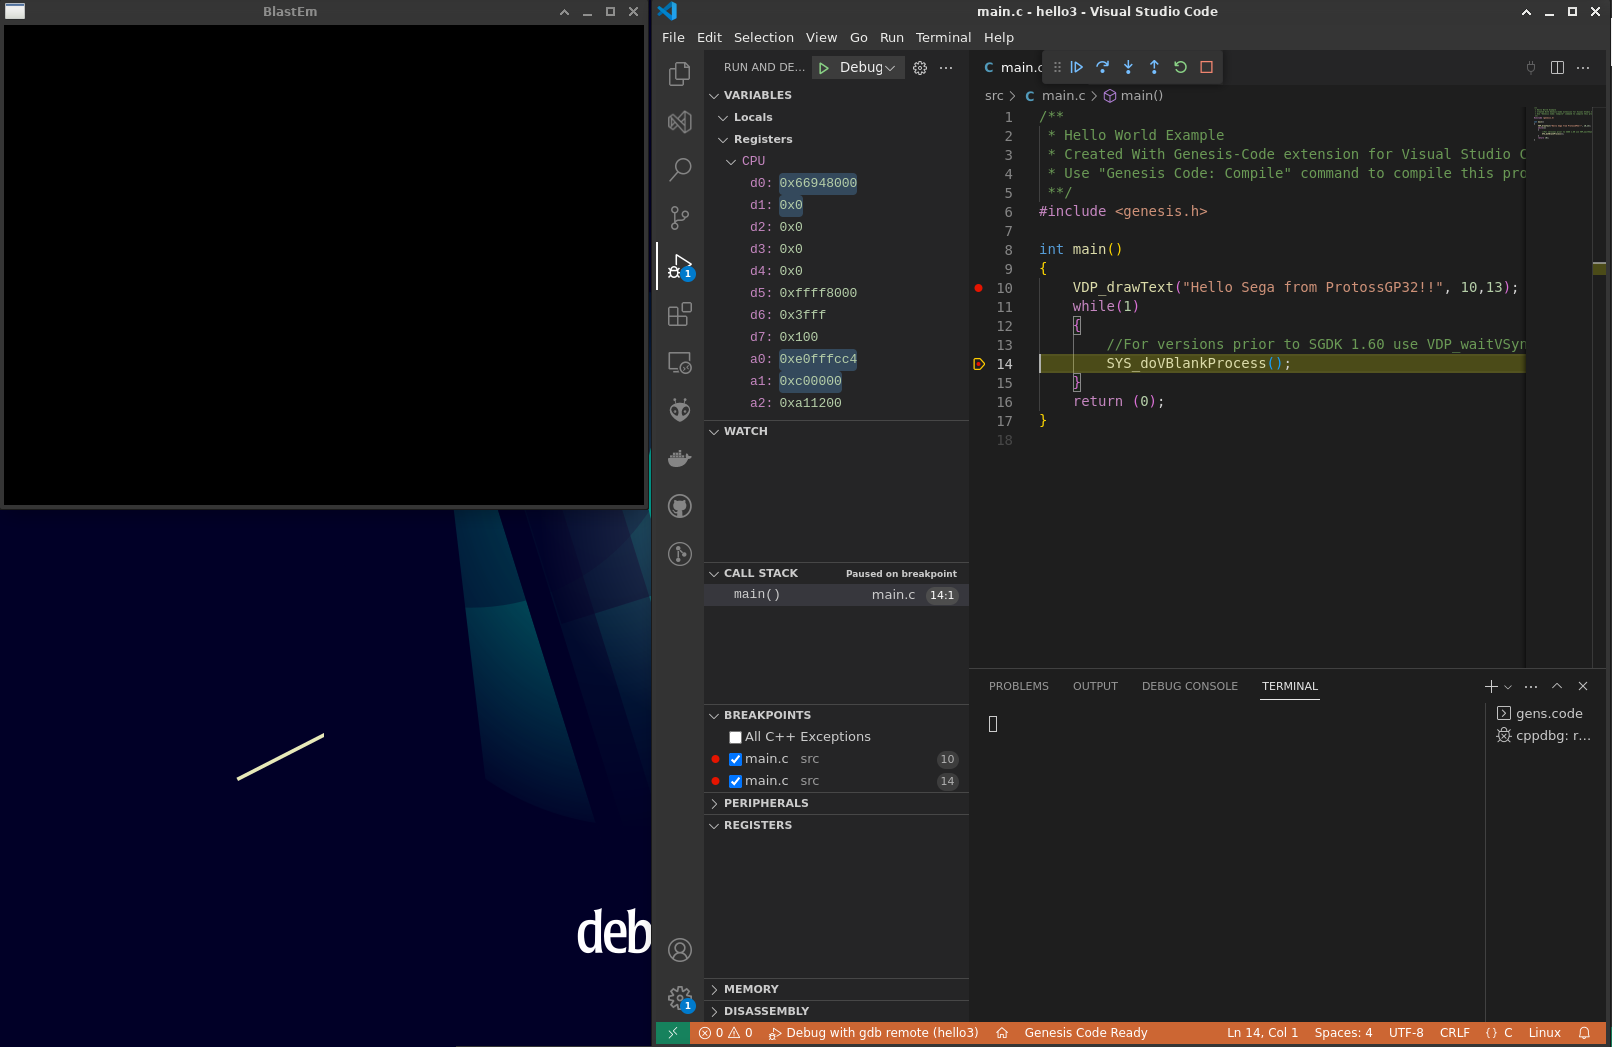 BlastEm
main.c - hello3 - Visual Studio Code
File Edit Selection View Go Run Terminal Help
RUN AND DE... Debug
VARIABLES
Locals
Registers
CPU
d0: 0x66948000
d1: 0x0
d2: 0x0
d3: 0x0
d4: 0x0
d5: 0xffff8000
d6: 0x3fff
d7: 0x100
a0: 0xe0fffcc4
a1: 0xc00000
a2: 0xa11200
WATCH
CALL STACK Paused on breakpoint
main() main.c 14:1
BREAKPOINTS
All C++ Exceptions
main.c src 10
main.c src 14
PERIPHERALS
REGISTERS
MEMORY
DISASSEMBLY
C main.c
src > C main.c > main()
1 /**
2 * Hello World Example
3 * Created With Genesis-Code extension for Visual Studio C
4 * Use "Genesis Code: Compile" command to compile this pro
5 **/
6 #include <genesis.h>
7
8 int main()
9 {
10 VDP_drawText("Hello Sega from ProtossGP32!!", 10,13);
11 while(1)
12 {
13 //For versions prior to SGDK 1.60 use VDP_waitVSyn
14 SYS_doVBlankProcess();
15 }
16 return (0);
17 }
18
PROBLEMS OUTPUT DEBUG CONSOLE TERMINAL
gens.code
cppdbg: r...
1
1
deb
0 0 Debug with gdb remote (hello3) Genesis Code Ready Ln 14, Col 1 Spaces: 4 UTF-8 CRLF {} C Linux